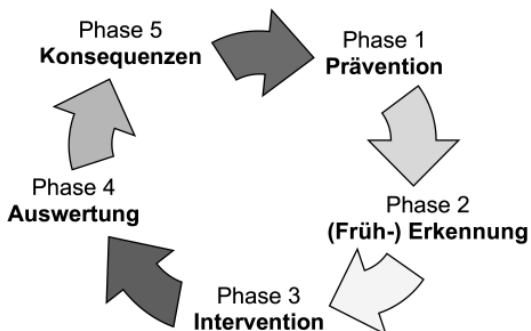 Phase 1
Prävention
Phase 2
(Früh-) Erkennung
Phase 3
Intervention
Phase 4
Auswertung
Phase 5
Konsequenzen